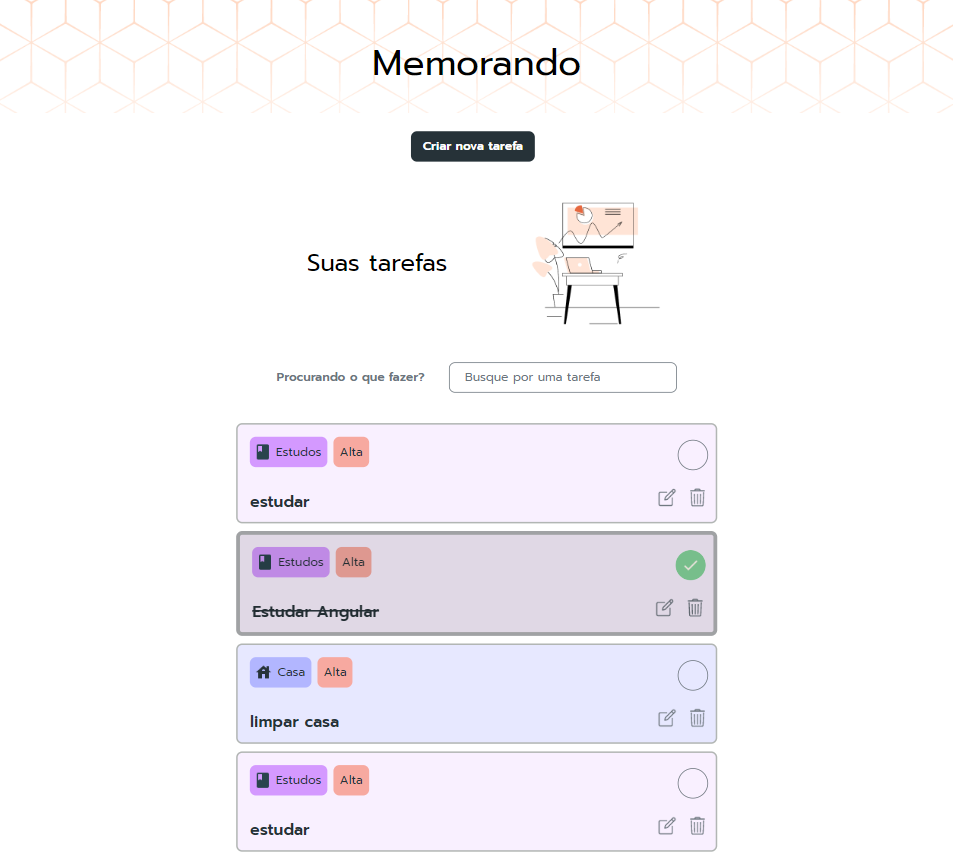 Memorando
Criar nova tarefa
Suas tarefas
Procurando o que fazer? Busque por uma tarefa
Estudos Alta
estudar
Estudos Alta
Estudar Angular
Casa Alta
limpar casa
Estudos Alta
estudar